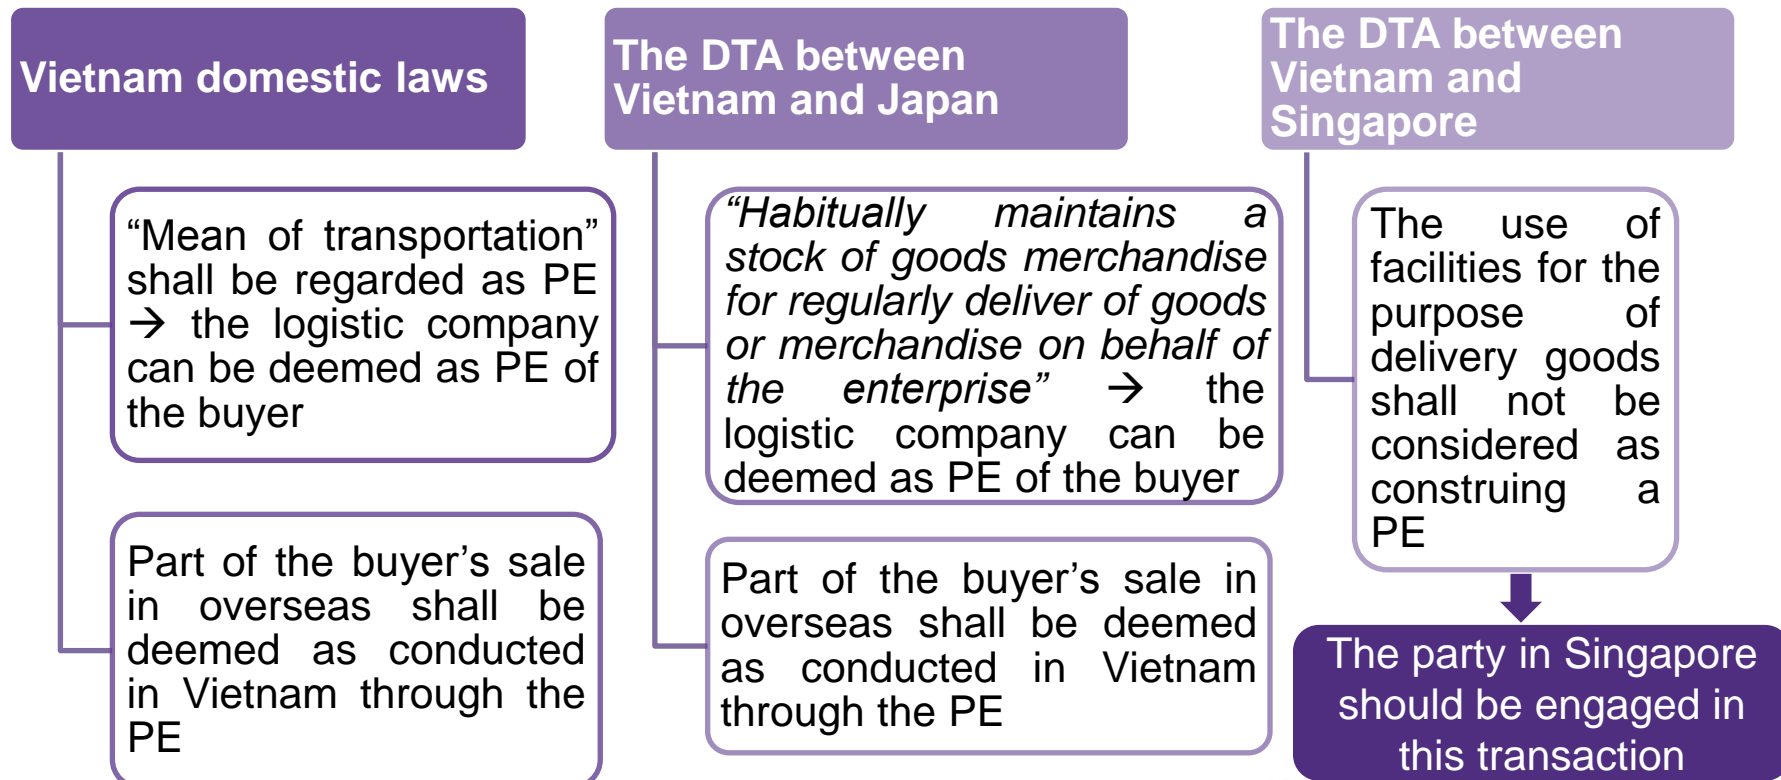 Vietnam domestic laws
“Mean of transportation”
shall be regarded as PE
→ the logistic company
can be deemed as PE of
the buyer
Part of the buyer’s sale
in overseas shall be
deemed as conducted
in Vietnam through the
PE
The DTA between
Vietnam and Japan
“Habitually maintains a
stock of goods merchandise
for regularly deliver of goods
or merchandise on behalf of
the enterprise” → the
logistic company can be
deemed as PE of the buyer
Part of the buyer’s sale in
overseas shall be deemed
as conducted in Vietnam
through the PE
The DTA between
Vietnam and
Singapore
The use of
facilities for the
purpose of
delivery goods
shall not be
considered as
construing a
PE
The party in Singapore
should be engaged in
this transaction